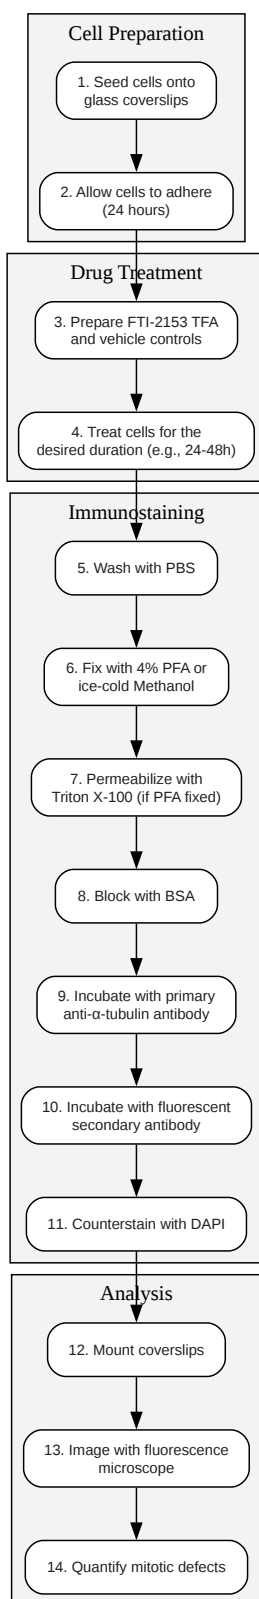 Cell Preparation
1. Seed cells onto
glass coverslips
2. Allow cells to adhere
(24 hours)
Drug Treatment
3. Prepare FTI-2153 TFA
and vehicle controls
4. Treat cells for the
desired duration (e.g., 24-48h)
Immunostaining
5. Wash with PBS
6. Fix with 4% PFA or
ice-cold Methanol
7. Permeabilize with
Triton X-100 (if PFA fixed)
8. Block with BSA
9. Incubate with primary
anti-α-tubulin antibody
10. Incubate with fluorescent
secondary antibody
11. Counterstain with DAPI
Analysis
12. Mount coverslips
13. Image with fluorescence
microscope
14. Quantify mitotic defects